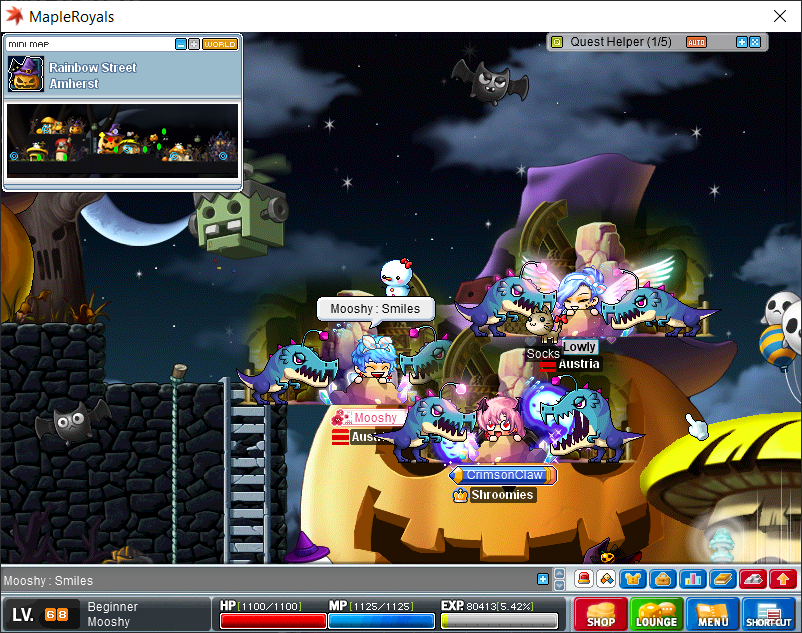 MapleRoyals
MINI MAP
WORLD
Rainbow Street
Amherst
Quest Helper (1/5)
AUTO
Mooshy : Smiles
Lowly
Socks
Austria
Mooshy
CrimsonClaw
Shroomies
Mooshy : Smiles
LV. 68
Beginner
Mooshy
HP[1100/1100]
MP[1125/1125]
EXP. 80413[5.42%]
SHOP
LOUNGE
MENU
SHORTCUT